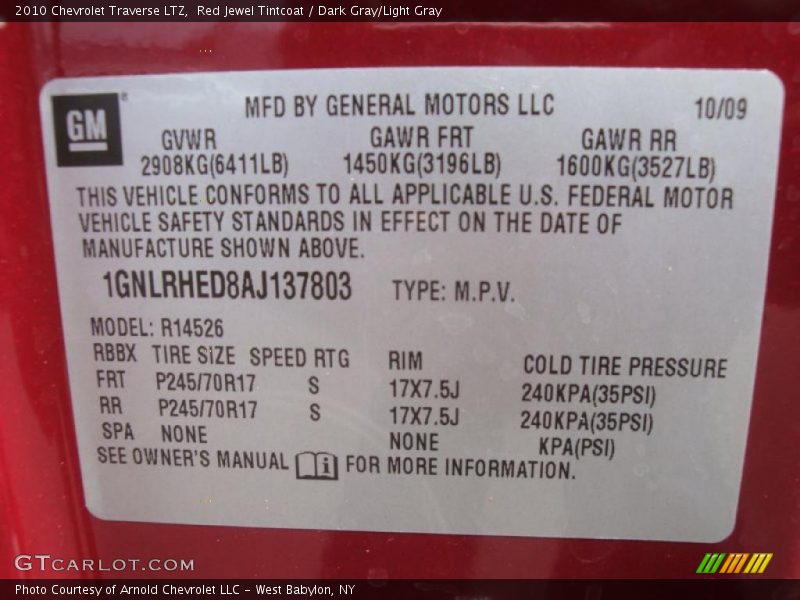 2010 Chevrolet Traverse LTZ, Red Jewel Tintcoat / Dark Gray/Light Gray
GM
MFD BY GENERAL MOTORS LLC 10/09
GVWR GAWR FRT GAWR RR
2908KG(6411LB) 1450KG(3196LB) 1600KG(3527LB)
THIS VEHICLE CONFORMS TO ALL APPLICABLE U.S. FEDERAL MOTOR
VEHICLE SAFETY STANDARDS IN EFFECT ON THE DATE OF
MANUFACTURE SHOWN ABOVE.
1GNLRHED8AJ137803 TYPE: M.P.V.
MODEL: R14526
RBBX TIRE SIZE SPEED RTG RIM COLD TIRE PRESSURE
FRT P245/70R17 S 17X7.5J 240KPA(35PSI)
RR P245/70R17 S 17X7.5J 240KPA(35PSI)
SPA NONE NONE KPA(PSI)
SEE OWNER'S MANUAL i FOR MORE INFORMATION.
GTCARLOT.COM
Photo Courtesy of Arnold Chevrolet LLC - West Babylon, NY